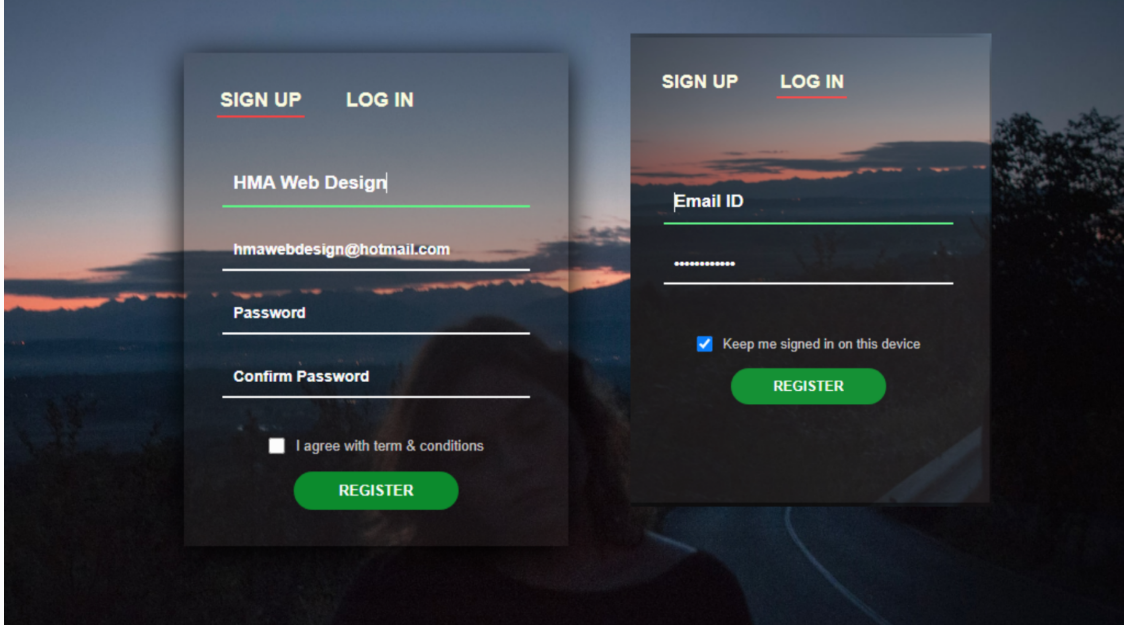 SIGN UP LOG IN
HMA Web Design
hmawebdesign@hotmail.com
Password
Confirm Password
I agree with term & conditions
REGISTER
SIGN UP LOG IN
Email ID
••••••••••••
Keep me signed in on this device
REGISTER